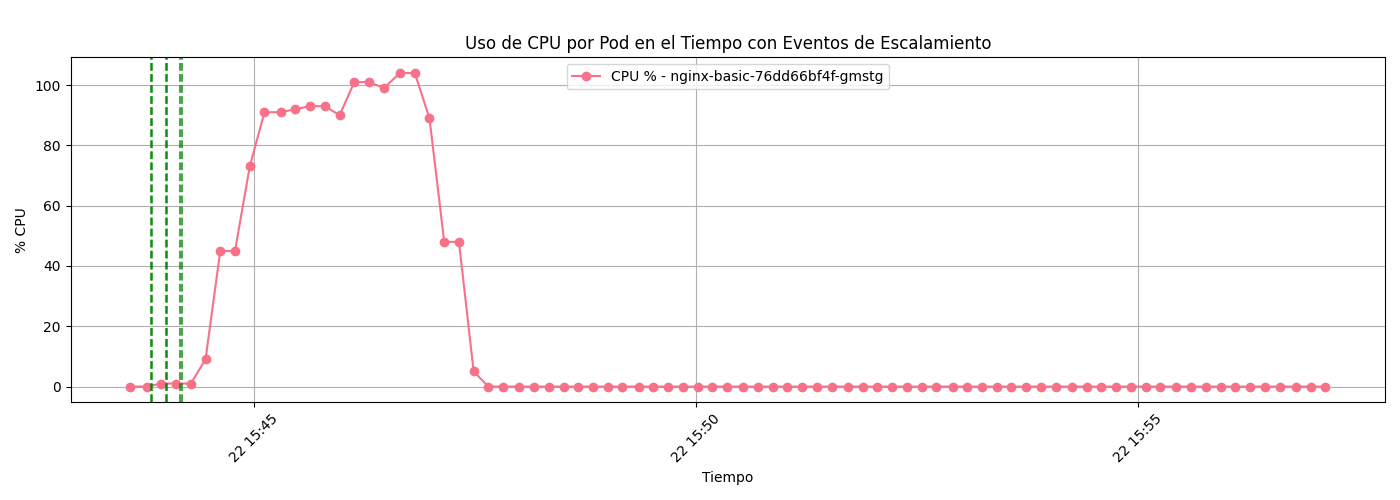 Uso de CPU por Pod en el Tiempo con Eventos de Escalamiento
CPU % - nginx-basic-76dd66bf4f-gmstg
% CPU
100
80
60
40
20
0
22 15:45
22 15:50
22 15:55
Tiempo